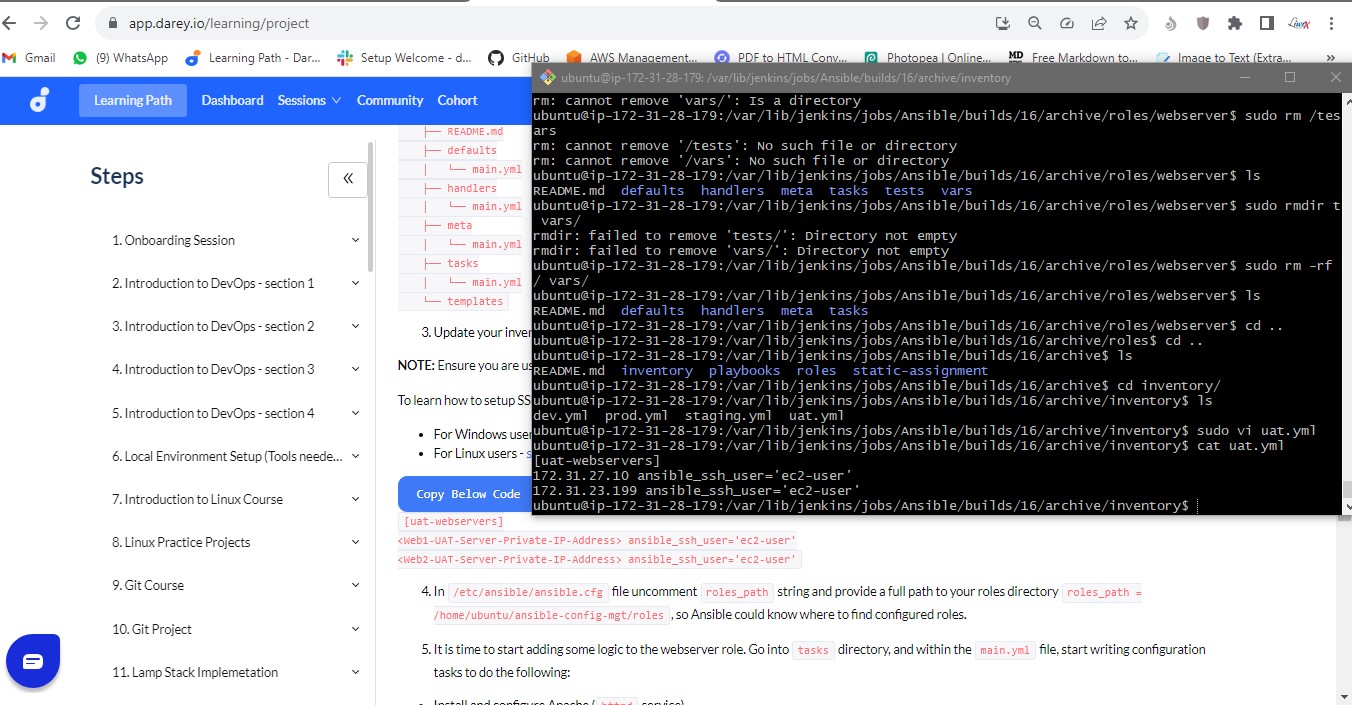 app.darey.io/learning/project
Gmail
(9) WhatsApp
Learning Path - Dar...
Setup Welcome - d...
GitHub
AWS Management...
PDF to HTML Conv...
Photopea | Online...
MD
Free Markdown to...
Image to Text (Extra...
»
Learning Path
Dashboard
Sessions
Community
Cohort
Steps
«
1. Onboarding Session
2. Introduction to DevOps - section 1
3. Introduction to DevOps - section 2
4. Introduction to DevOps - section 3
5. Introduction to DevOps - section 4
6. Local Environment Setup (Tools neede...
7. Introduction to Linux Course
8. Linux Practice Projects
9. Git Course
10. Git Project
11. Lamp Stack Implemetation
├── README.md
├── defaults
│   └── main.yml
├── handlers
│   └── main.yml
├── meta
│   └── main.yml
├── tasks
│   └── main.yml
└── templates
3. Update your inven
NOTE: Ensure you are us
To learn how to setup SS
• For Windows user
• For Linux users - s
Copy Below Code
[uat-webservers]
<Web1-UAT-Server-Private-IP-Address> ansible_ssh_user='ec2-user'
<Web2-UAT-Server-Private-IP-Address> ansible_ssh_user='ec2-user'
4. In /etc/ansible/ansible.cfg file uncomment roles_path string and provide a full path to your roles directory roles_path =
/home/ubuntu/ansible-config-mgt/roles , so Ansible could know where to find configured roles.
5. It is time to start adding some logic to the webserver role. Go into tasks directory, and within the main.yml file, start writing configuration
tasks to do the following:
• Install and configure Apache ( httpd service)
ubuntu@ip-172-31-28-179: /var/lib/jenkins/jobs/Ansible/builds/16/archive/inventory
rm: cannot remove 'vars/': Is a directory
ubuntu@ip-172-31-28-179:/var/lib/jenkins/jobs/Ansible/builds/16/archive/roles/webserver$ sudo rm /tes
ars
rm: cannot remove '/tests': No such file or directory
rm: cannot remove '/vars': No such file or directory
ubuntu@ip-172-31-28-179:/var/lib/jenkins/jobs/Ansible/builds/16/archive/roles/webserver$ ls
README.md  defaults  handlers  meta  tasks  tests  vars
ubuntu@ip-172-31-28-179:/var/lib/jenkins/jobs/Ansible/builds/16/archive/roles/webserver$ sudo rmdir t
 vars/
rmdir: failed to remove 'tests/': Directory not empty
rmdir: failed to remove 'vars/': Directory not empty
ubuntu@ip-172-31-28-179:/var/lib/jenkins/jobs/Ansible/builds/16/archive/roles/webserver$ sudo rm -rf
/ vars/
ubuntu@ip-172-31-28-179:/var/lib/jenkins/jobs/Ansible/builds/16/archive/roles/webserver$ ls
README.md  defaults  handlers  meta  tasks
ubuntu@ip-172-31-28-179:/var/lib/jenkins/jobs/Ansible/builds/16/archive/roles/webserver$ cd ..
ubuntu@ip-172-31-28-179:/var/lib/jenkins/jobs/Ansible/builds/16/archive/roles$ cd ..
ubuntu@ip-172-31-28-179:/var/lib/jenkins/jobs/Ansible/builds/16/archive$ ls
README.md  inventory  playbooks  roles  static-assignment
ubuntu@ip-172-31-28-179:/var/lib/jenkins/jobs/Ansible/builds/16/archive$ cd inventory/
ubuntu@ip-172-31-28-179:/var/lib/jenkins/jobs/Ansible/builds/16/archive/inventory$ ls
dev.yml  prod.yml  staging.yml  uat.yml
ubuntu@ip-172-31-28-179:/var/lib/jenkins/jobs/Ansible/builds/16/archive/inventory$ sudo vi uat.yml
ubuntu@ip-172-31-28-179:/var/lib/jenkins/jobs/Ansible/builds/16/archive/inventory$ cat uat.yml
[uat-webservers]
172.31.27.10 ansible_ssh_user='ec2-user'
172.31.23.199 ansible_ssh_user='ec2-user'
ubuntu@ip-172-31-28-179:/var/lib/jenkins/jobs/Ansible/builds/16/archive/inventory$